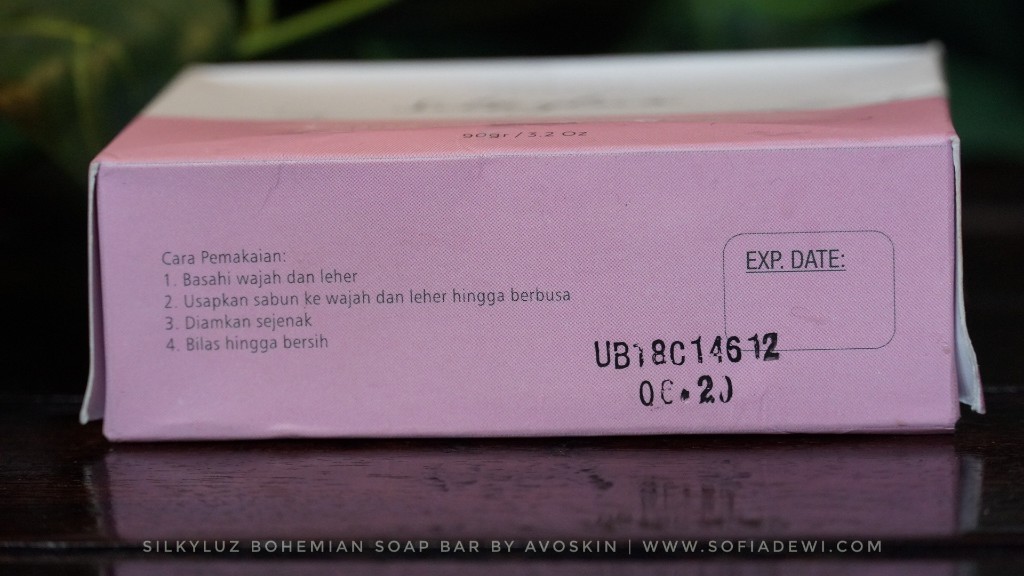 90gr / 3.2 Oz
Cara Pemakaian:
1. Basahi wajah dan leher
2. Usapkan sabun ke wajah dan leher hingga berbusa
3. Diamkan sejenak
4. Bilas hingga bersih
EXP. DATE:
UB18C14612
06.20
SILKYLUZ BOHEMIAN SOAP BAR BY AVOSKIN | WWW.SOFIADEWI.COM